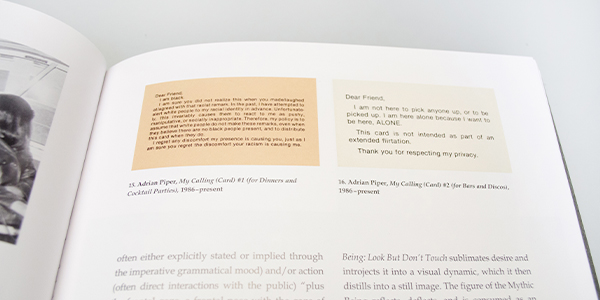 Dear Friend,
I am black.
I am sure you did not realize this when you made/laughed
at/agreed with that racist remark. In the past, I have attempted to
alert white people to my racial identity in advance. Unfortunate-
ly, this invariably causes them to react to me as pushy,
manipulative, or socially inappropriate. Therefore, my policy is to
assume that white people do not make these remarks, even when
they believe there are no black people present, and to distribute
this card when they do.
I regret any discomfort my presence is causing you, just as I
am sure you regret the discomfort your racism is causing me.
15. Adrian Piper, My Calling (Card) #1 (for Dinners and
Cocktail Parties), 1986–present
often either explicitly stated or implied through
the imperative grammatical mood) and/or action
(often direct interactions with the public) “plus
Dear Friend,
I am not here to pick anyone up, or to be
picked up. I am here alone because I want to
be here, ALONE.
This card is not intended as part of an
extended flirtation.
Thank you for respecting my privacy.
16. Adrian Piper, My Calling (Card) #2 (for Bars and Discos),
1986–present
Being: Look But Don’t Touch sublimates desire and
introjects it into a visual dynamic, which it then
distills into a still image. The figure of the Mythic